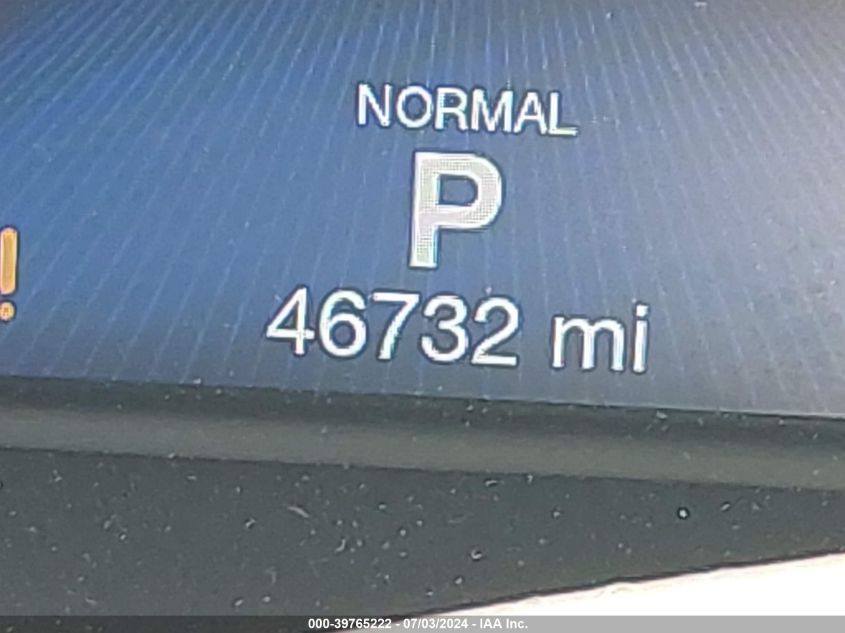 NORMAL
P
!
46732 mi
000-39765222 - 07/03/2024 - IAA Inc.